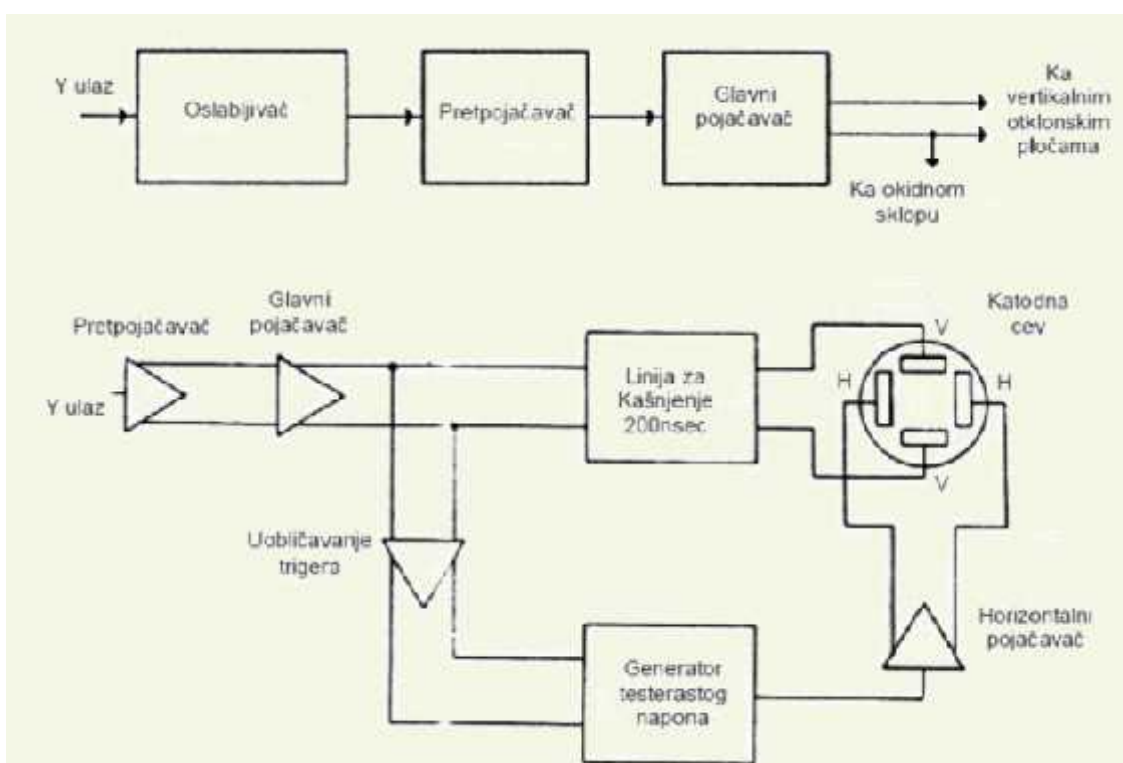 Y ulaz
Oslabljivač
Pretpojačavač
Glavni
pojačavač
Ka
vertikalnim
otklonskim
pločama
Ka okidnom
sklopu
Pretpojačavač
Glavni
pojačavač
Y ulaz
Linija za
Kašnjenje
200nsec
Katodna
cev
V
H
H
V
Uobličavanje
trigera
Generator
testerastog
napona
Horizontalni
pojačavač